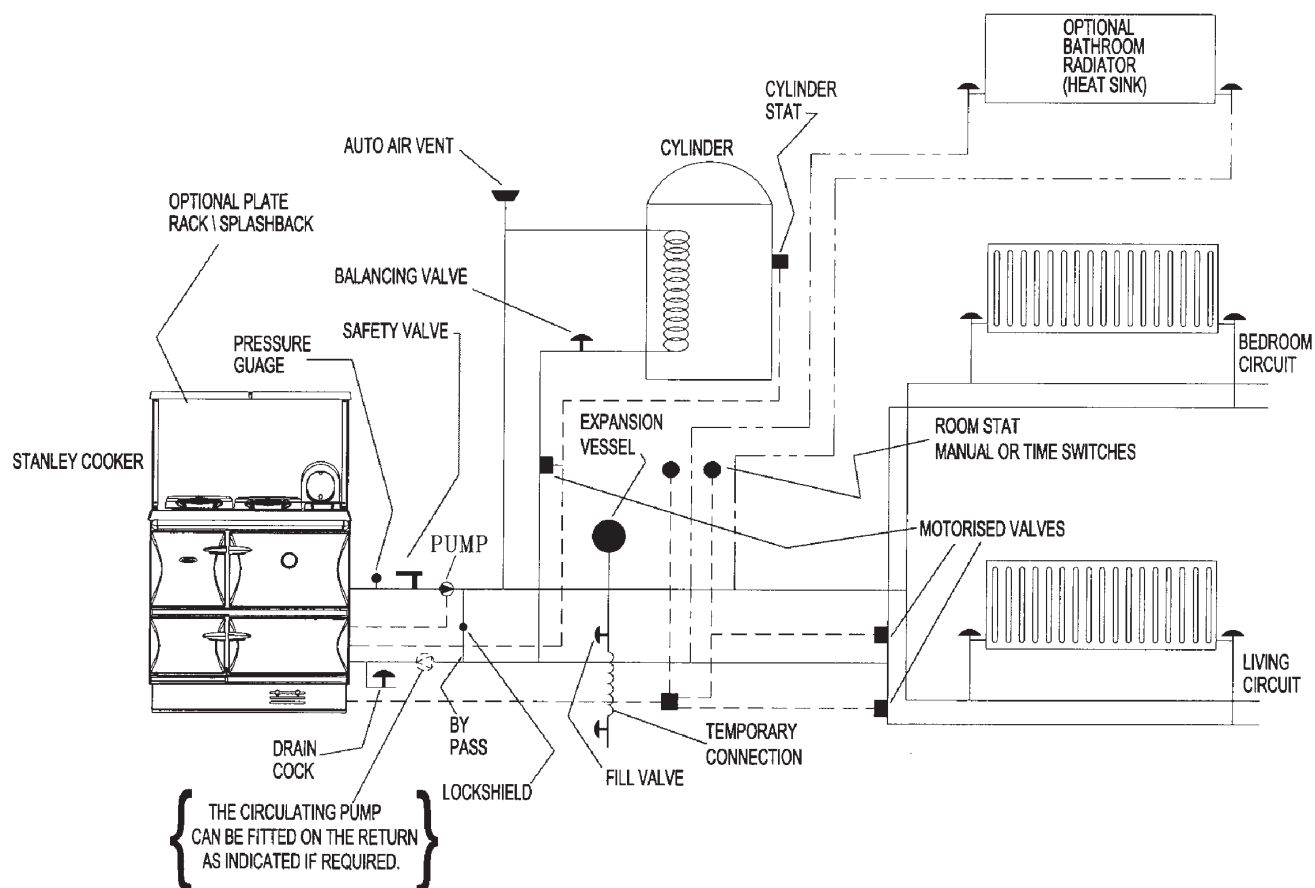 OPTIONAL
BATHROOM
RADIATOR
(HEAT SINK)
CYLINDER
STAT
AUTO AIR VENT
CYLINDER
OPTIONAL PLATE
RACK \ SPLASHBACK
BALANCING VALVE
SAFETY VALVE
PRESSURE
GUAGE
BEDROOM
CIRCUIT
EXPANSION
VESSEL
ROOM STAT
MANUAL OR TIME SWITCHES
STANLEY COOKER
MOTORISED VALVES
PUMP
LIVING
CIRCUIT
DRAIN
COCK
BY
PASS
LOCKSHIELD
FILL VALVE
TEMPORARY
CONNECTION
THE CIRCULATING PUMP
CAN BE FITTED ON THE RETURN
AS INDICATED IF REQUIRED.